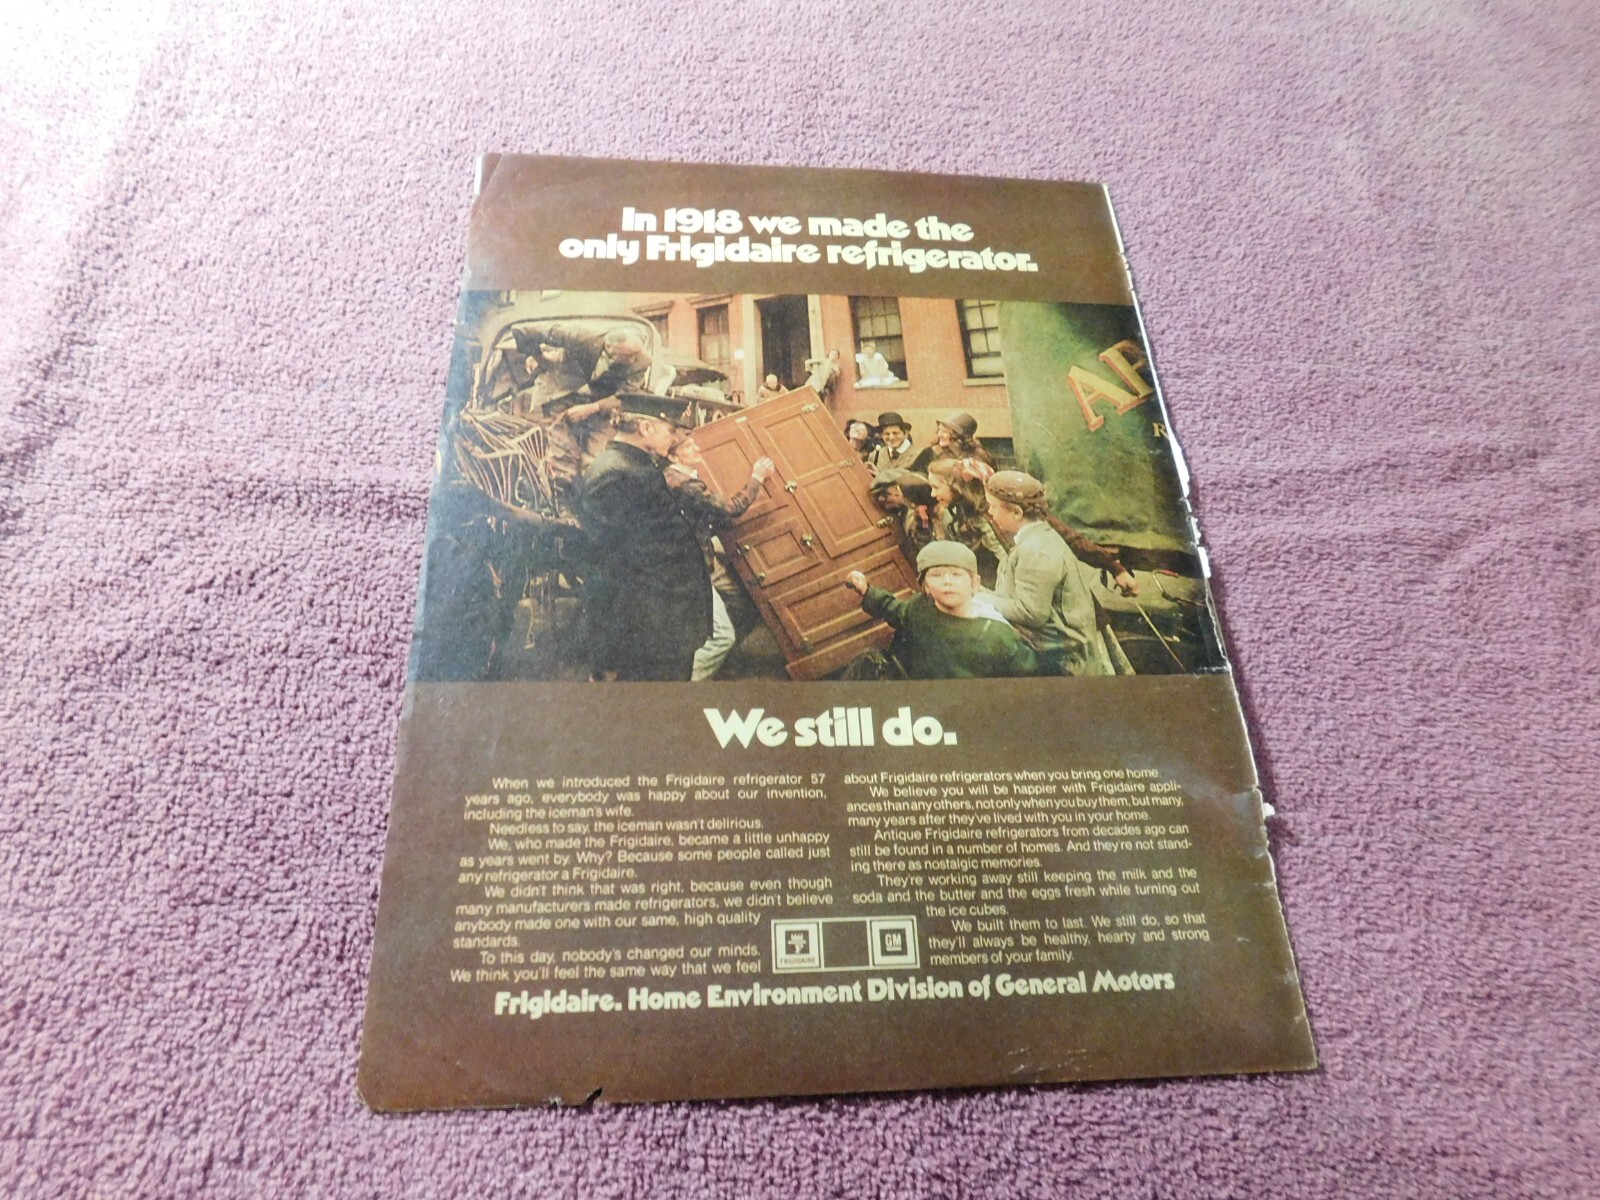 In 1918 we made the
only Frigidaire refrigerator.
AP
R
We still do.
When we introduced the Frigidaire refrigerator 57
years ago, everybody was happy about our invention,
including the iceman's wife.
Needless to say, the iceman wasn't delirious.
We, who made the Frigidaire, became a little unhappy
as years went by. Why? Because some people called just
any refrigerator a Frigidaire.
We didn't think that was right, because even though
many manufacturers made refrigerators, we didn't believe
anybody made one with our same, high quality
standards.
To this day, nobody's changed our minds.
We think you'll feel the same way that we feel
about Frigidaire refrigerators when you bring one home.
We believe you will be happier with Frigidaire appli-
ances than any others, not only when you buy them, but many,
many years after they've lived with you in your home.
Antique Frigidaire refrigerators from decades ago can
still be found in a number of homes. And they're not stand-
ing there as nostalgic memories.
They're working away still keeping the milk and the
soda and the butter and the eggs fresh while turning out
the ice cubes.
We built them to last. We still do, so that
they'll always be healthy, hearty and strong
members of your family.
F
FRIGIDAIRE
GM
Frigidaire. Home Environment Division of General Motors